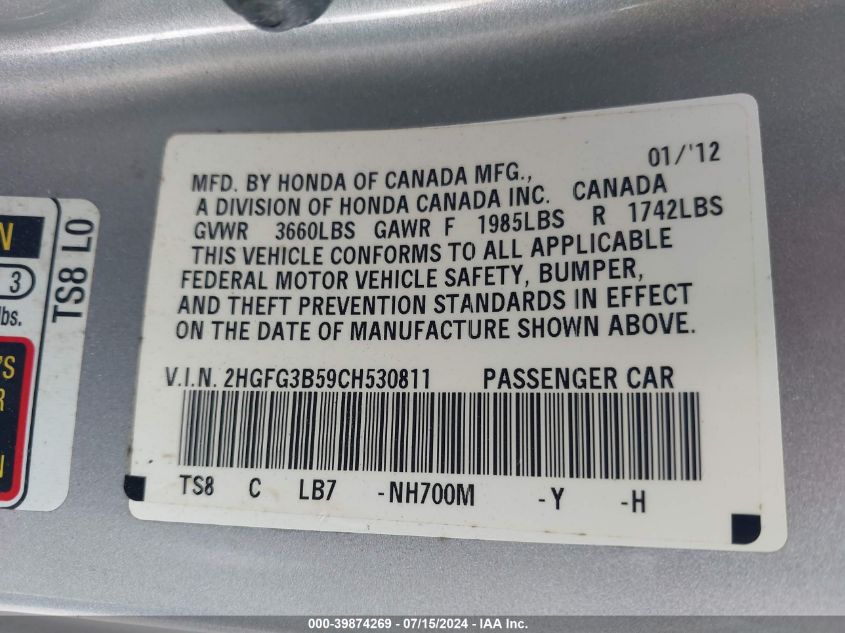 01/'12
MFD. BY HONDA OF CANADA MFG.,
A DIVISION OF HONDA CANADA INC. CANADA
GVWR 3660LBS GAWR F 1985LBS R 1742LBS
THIS VEHICLE CONFORMS TO ALL APPLICABLE
FEDERAL MOTOR VEHICLE SAFETY, BUMPER,
AND THEFT PREVENTION STANDARDS IN EFFECT
ON THE DATE OF MANUFACTURE SHOWN ABOVE.
V.I.N. 2HGFG3B59CH530811 PASSENGER CAR
TS8 C LB7 -NH700M -Y -H
N
3
lbs.
'S
R
N
TS8 L0
000-39874269 - 07/15/2024 - IAA Inc.